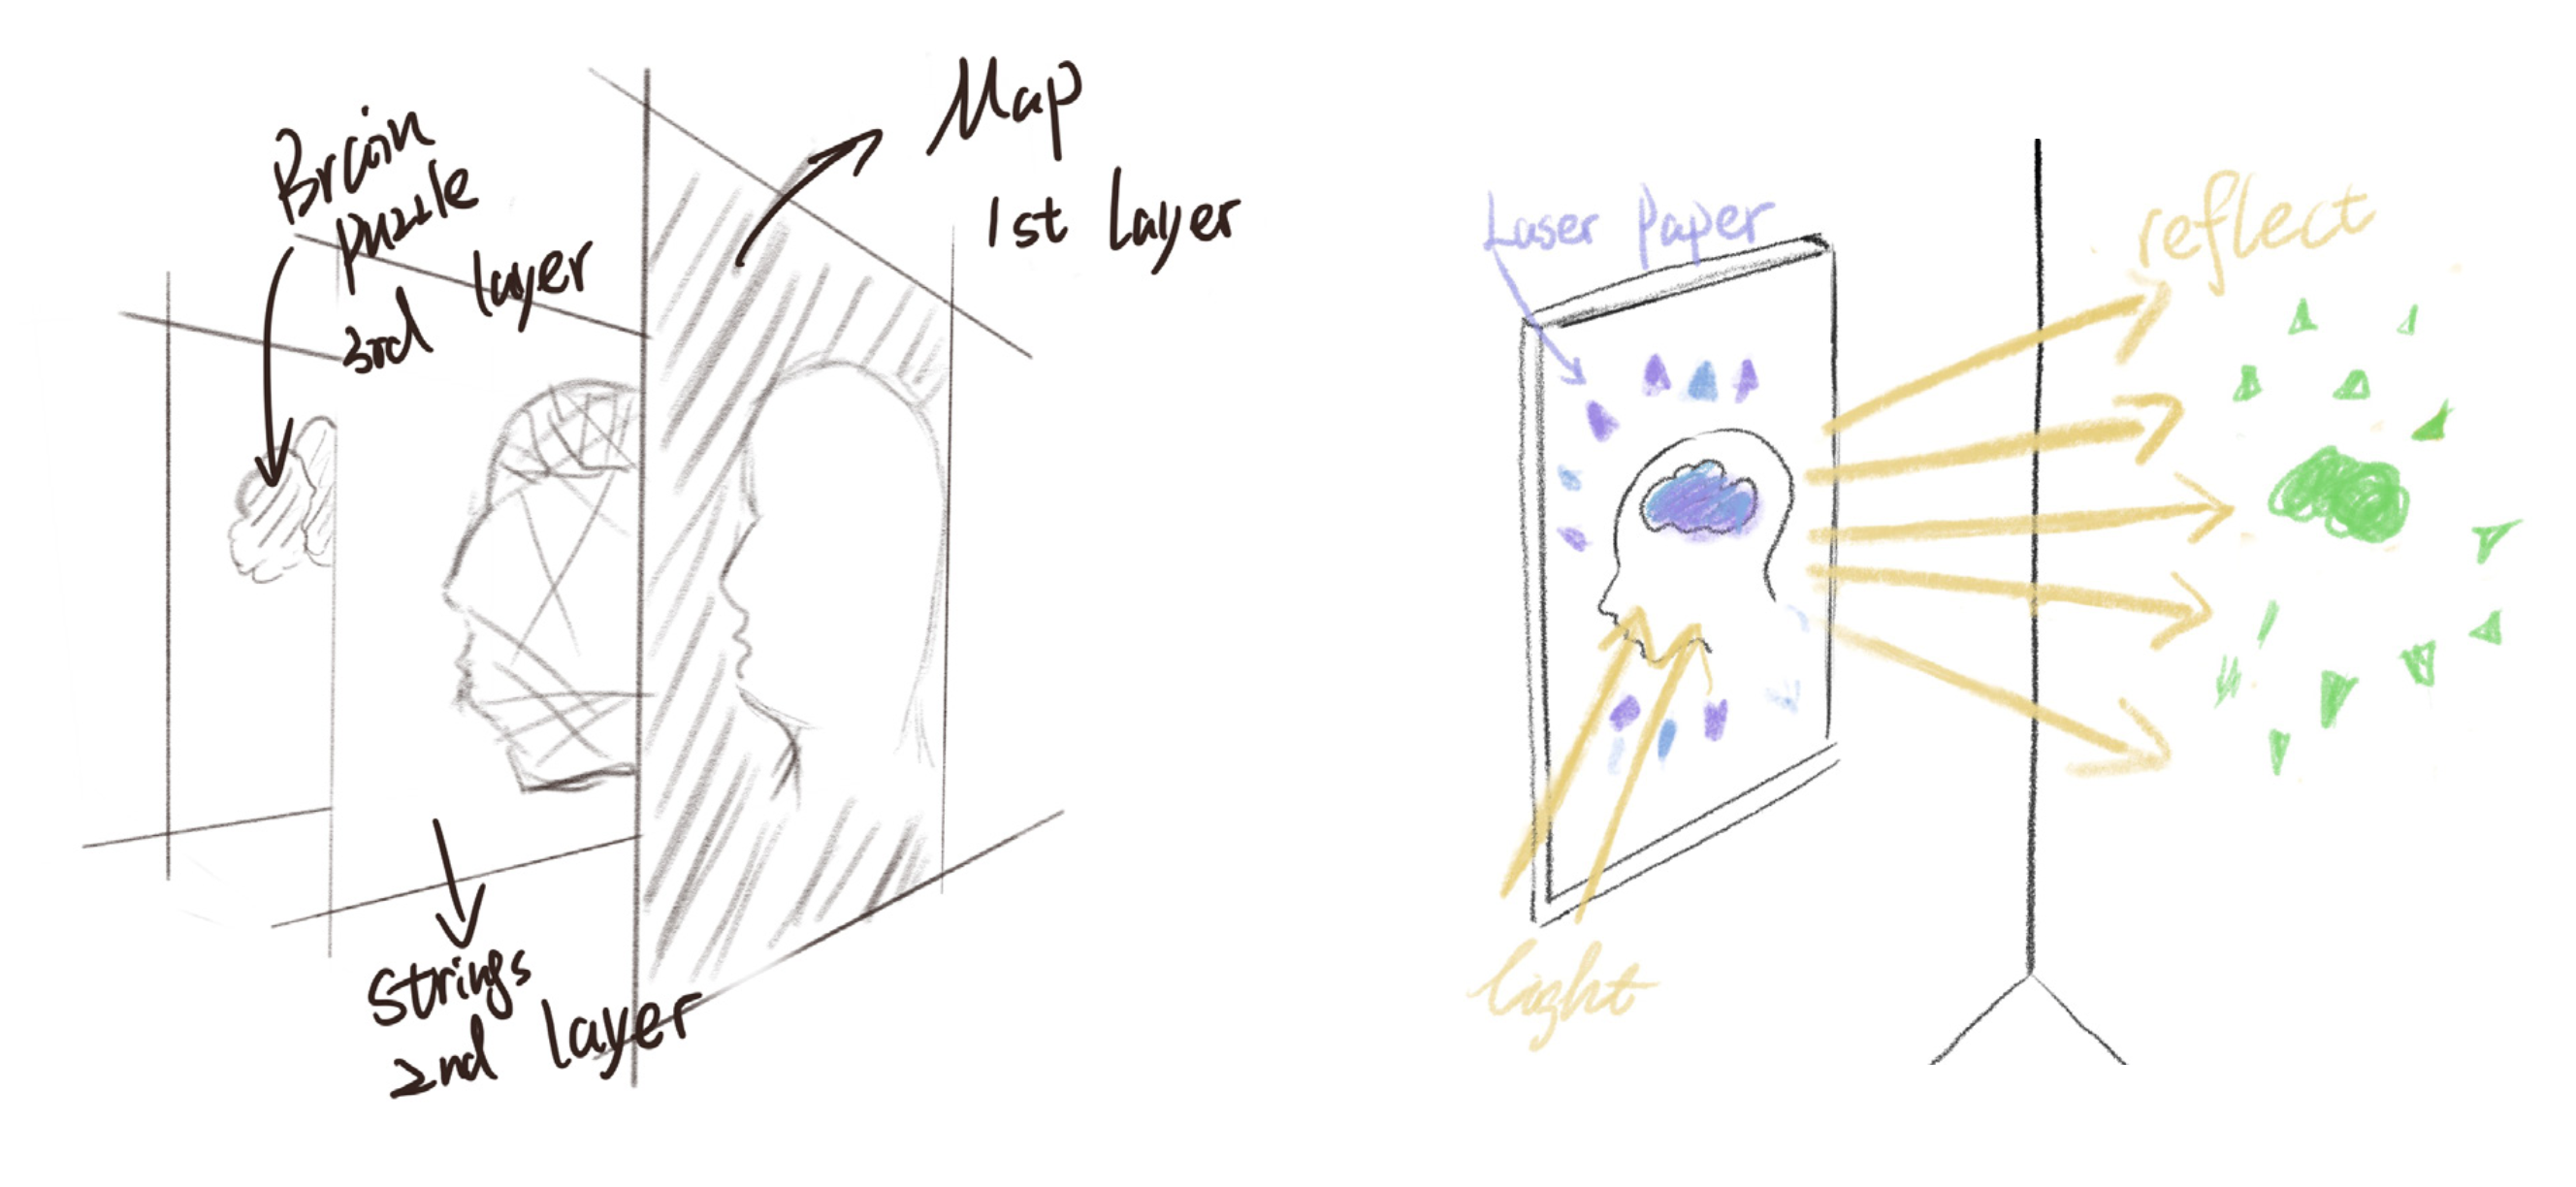 Brain
puzzle
3rd layer
Map
1st Layer
Strings
2nd layer
Laser Paper
reflect
light